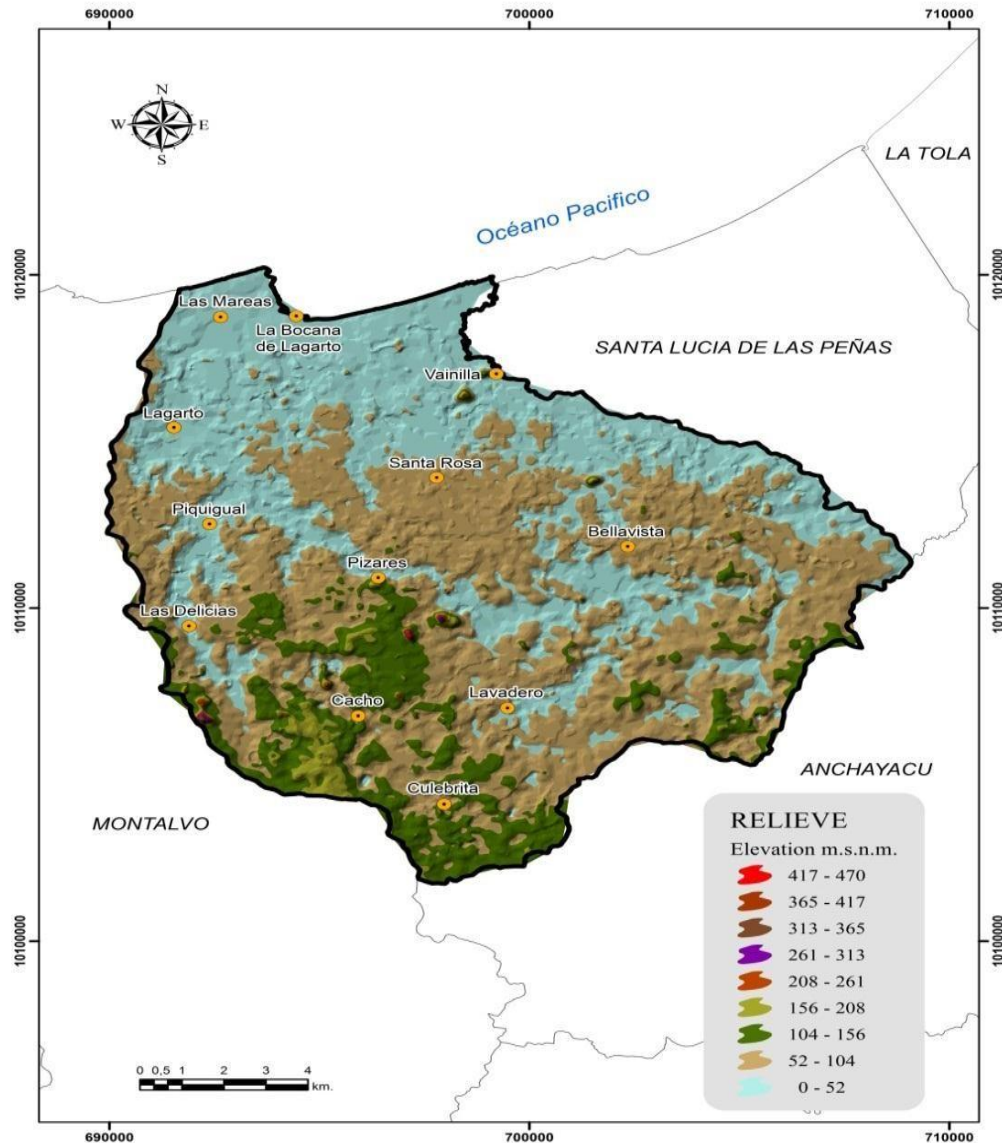 690000
700000
710000
N
W E
S
LA TOLA
Océano Pacifico
10120000
10120000
Las Mareas
La Bocana
de Lagarto
SANTA LUCIA DE LAS PEÑAS
Vainilla
Lagarto
Santa Rosa
Piquigual
Bellavista
Pizares
10110000
10110000
Las Delicias
Cacho
Lavadero
ANCHAYACU
Culebrita
MONTALVO
RELIEVE
Elevation m.s.n.m.
417 - 470
365 - 417
313 - 365
261 - 313
208 - 261
156 - 208
104 - 156
52 - 104
0 - 52
10100000
10100000
0 0,5 1 2 3 4
km.
690000
700000
710000